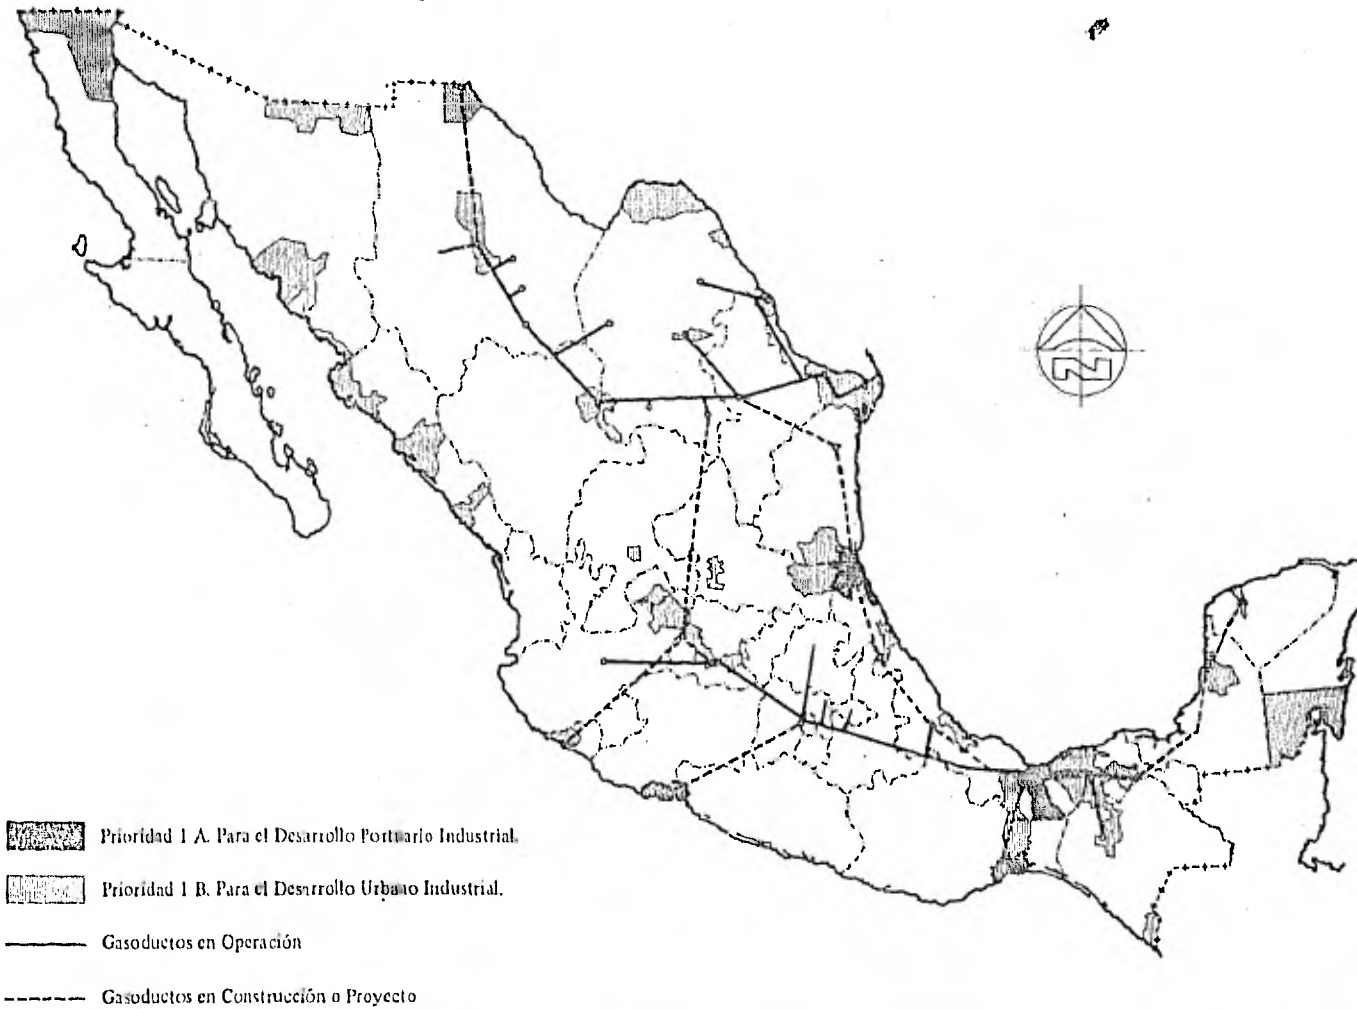 Prioridad 1 A. Para el Desarrollo Portuario Industrial.
Prioridad 1 B. Para el Desarrollo Urbano Industrial.
Gasoductos en Operación
Gasoductos en Construcción o Proyecto
N